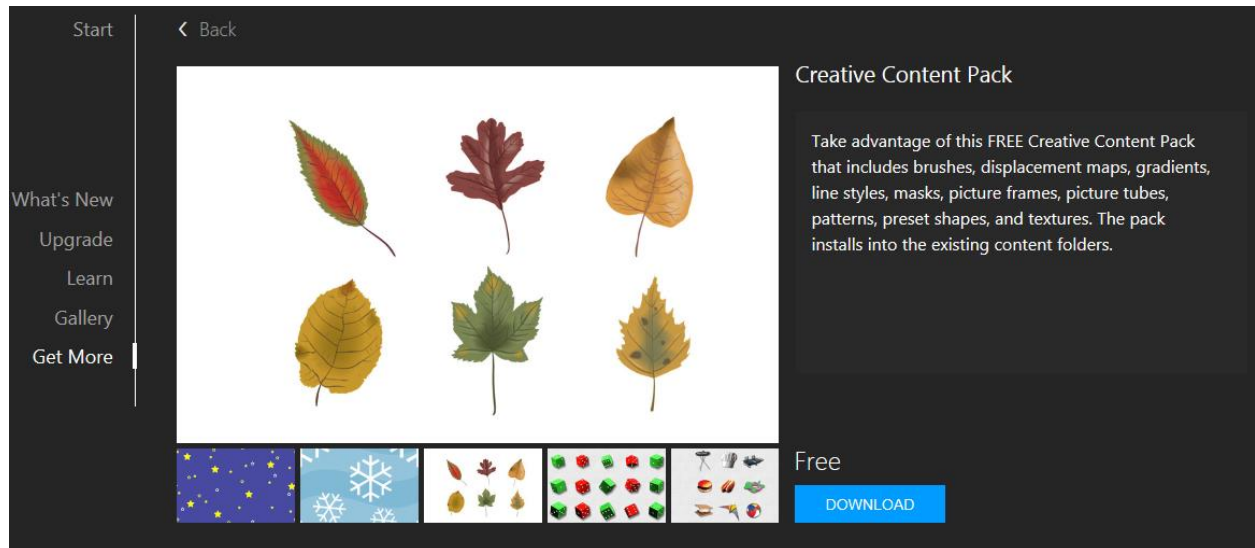 Start
Back
What's New
Upgrade
Learn
Gallery
Get More
Creative Content Pack
Take advantage of this FREE Creative Content Pack
that includes brushes, displacement maps, gradients,
line styles, masks, picture frames, picture tubes,
patterns, preset shapes, and textures. The pack
installs into the existing content folders.
Free
DOWNLOAD